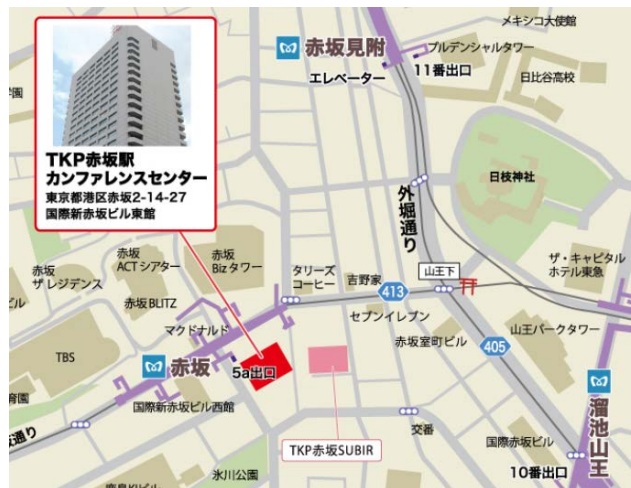 メキシコ大使館
赤坂見附
プルデンシャルタワー
エレベーター
11番出口
日比谷高校
学園
TKP赤坂駅
カンファレンスセンター
東京都港区赤坂2-14-27
国際新赤坂ビル東館
日枝神社
外堀通り
赤坂
ACTシアター
赤坂
Bizタワー
タリーズ
コーヒー
吉野家
山王下
ザ・キャピタル
ホテル東急
赤坂
ザ レジデンス
ビル
赤坂BLITZ
413
セブンイレブン
マクドナルド
赤坂室町ビル
405
山王パークタワー
TBS
赤坂
5a出口
溜池山王
育園
国際新赤坂ビル西館
交番
国際赤坂ビル
通り
TKP赤坂SUBIR
氷川公園
10番出口